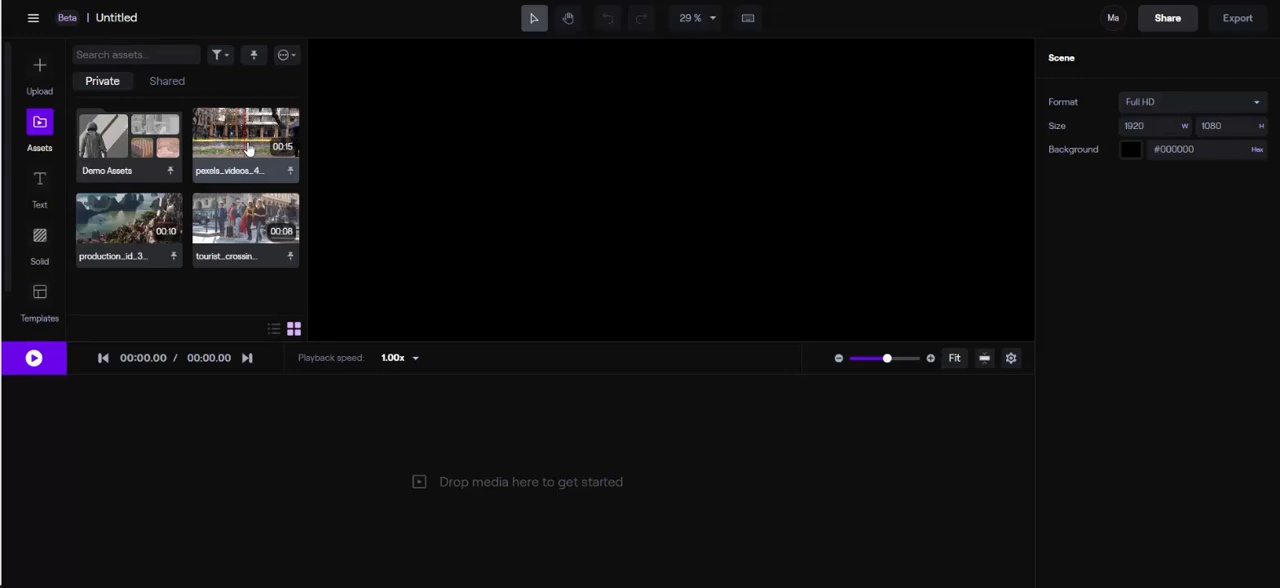 Beta | Untitled
29 %
Me
Share
Export
Upload
Assets
Text
Solid
Templates
Search assets...
Private
Shared
Demo Assets
00:15
pexels_videos_4...
00:10
production_id_3...
00:08
tourist_crossin...
Scene
Format
Full HD
Size
1920 W
1080 H
Background
#000000 Hex
00:00.00 / 00:00.00
Playback speed: 1.00x
Fit
Drop media here to get started